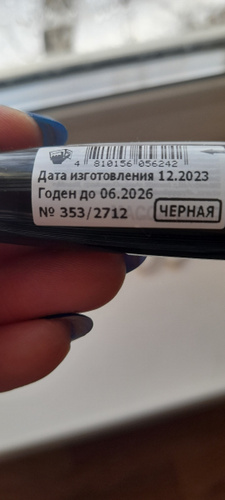 4 810156 056242
Дата изготовления 12.2023
Годен до 06.2026
№ 353/2712 ЧЕРНАЯ